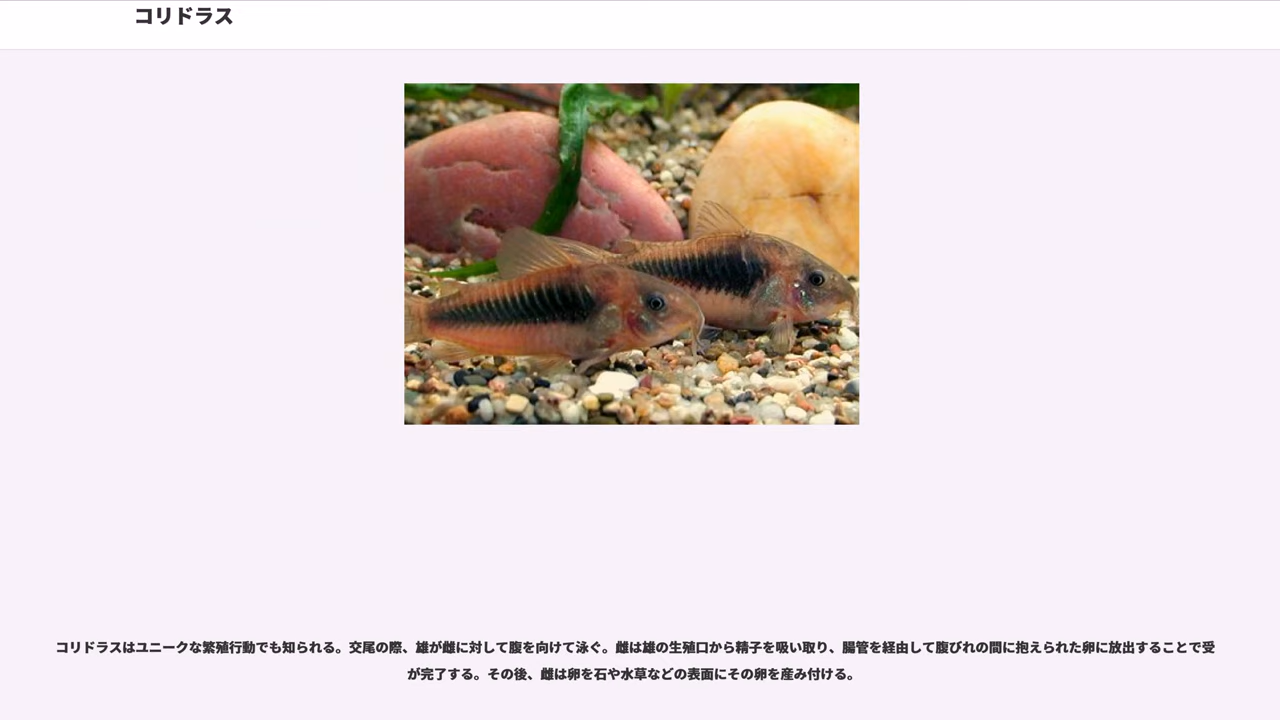 コリドラス
コリドラスはユニークな繁殖行動でも知られる。交尾の際、雄が雌に対して腹を向けて泳ぐ。雌は雄の生殖口から精子を吸い取り、腸管を経由して腹びれの間に抱えられた卵に放出することで受
が完了する。その後、雌は卵を石や水草などの表面にその卵を産み付ける。